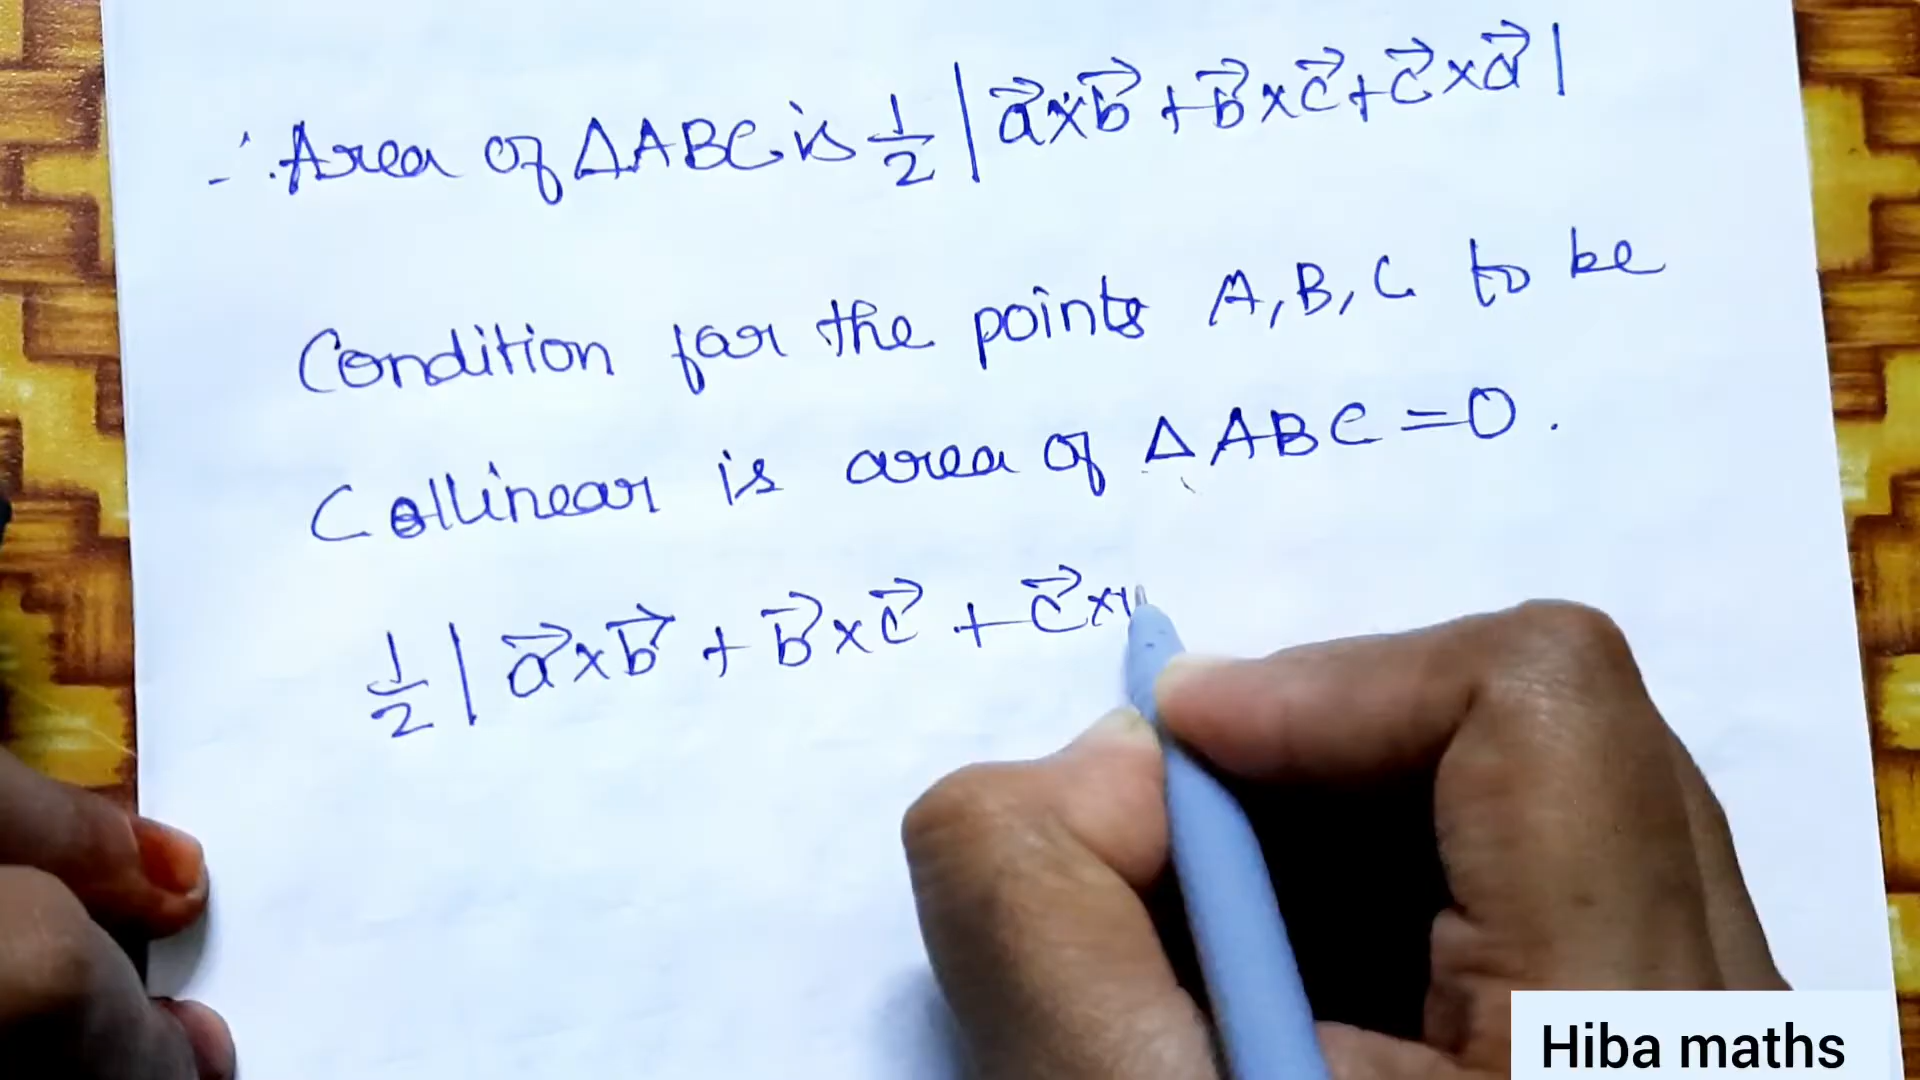 ∴ Area of ΔABC is 1/2 | a⃗×b⃗ + b⃗×c⃗ + c⃗×a⃗ |
Condition for the points A, B, C to be
Collinear is area of ΔABC = 0.
1/2 | a⃗×b⃗ + b⃗×c⃗ + c⃗×
Hiba maths